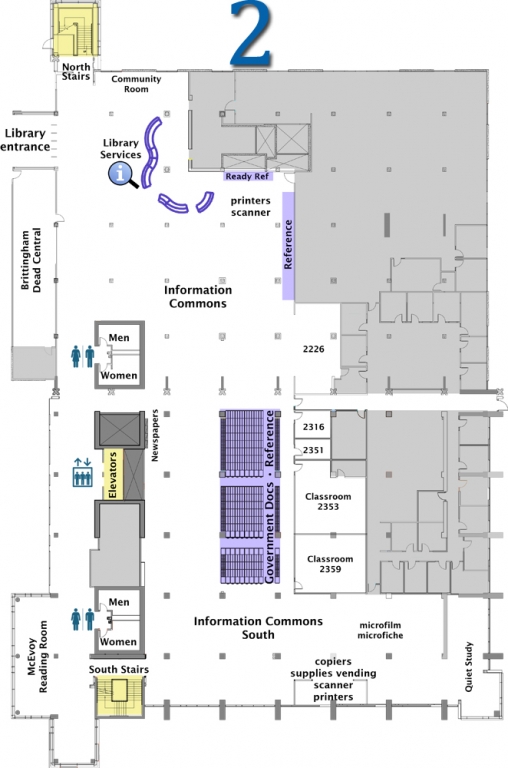 2
North
Stairs
Community
Room
Library
entrance
Library
Services
i
Ready Ref
printers
scanner
Reference
Brittingham
Dead Central
Information
Commons
Men
Women
2226
Newspapers
Elevators
Government Docs • Reference
2316
2351
Classroom
2353
Classroom
2359
Men
Women
McEvoy
Reading Room
Information Commons
South
microfilm
microfiche
Quiet Study
South Stairs
copiers
supplies vending
scanner
printers